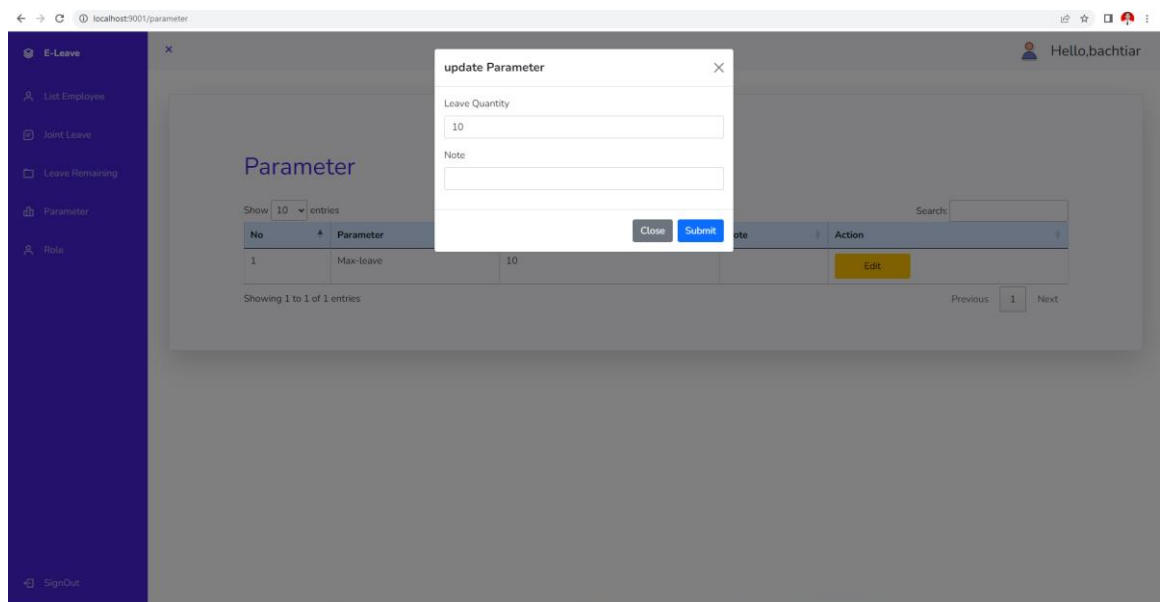 localhost:9001/parameter
E-Leave
×
Hello,bachtiar
List Employee
Joint Leave
Leave Remaining
Parameter
Role
SignOut
update Parameter
Leave Quantity
10
Note
Close Submit
Parameter
Show 10 entries
Search:
No Parameter ote Action
1 Max-leave 10 Edit
Showing 1 to 1 of 1 entries
Previous 1 Next